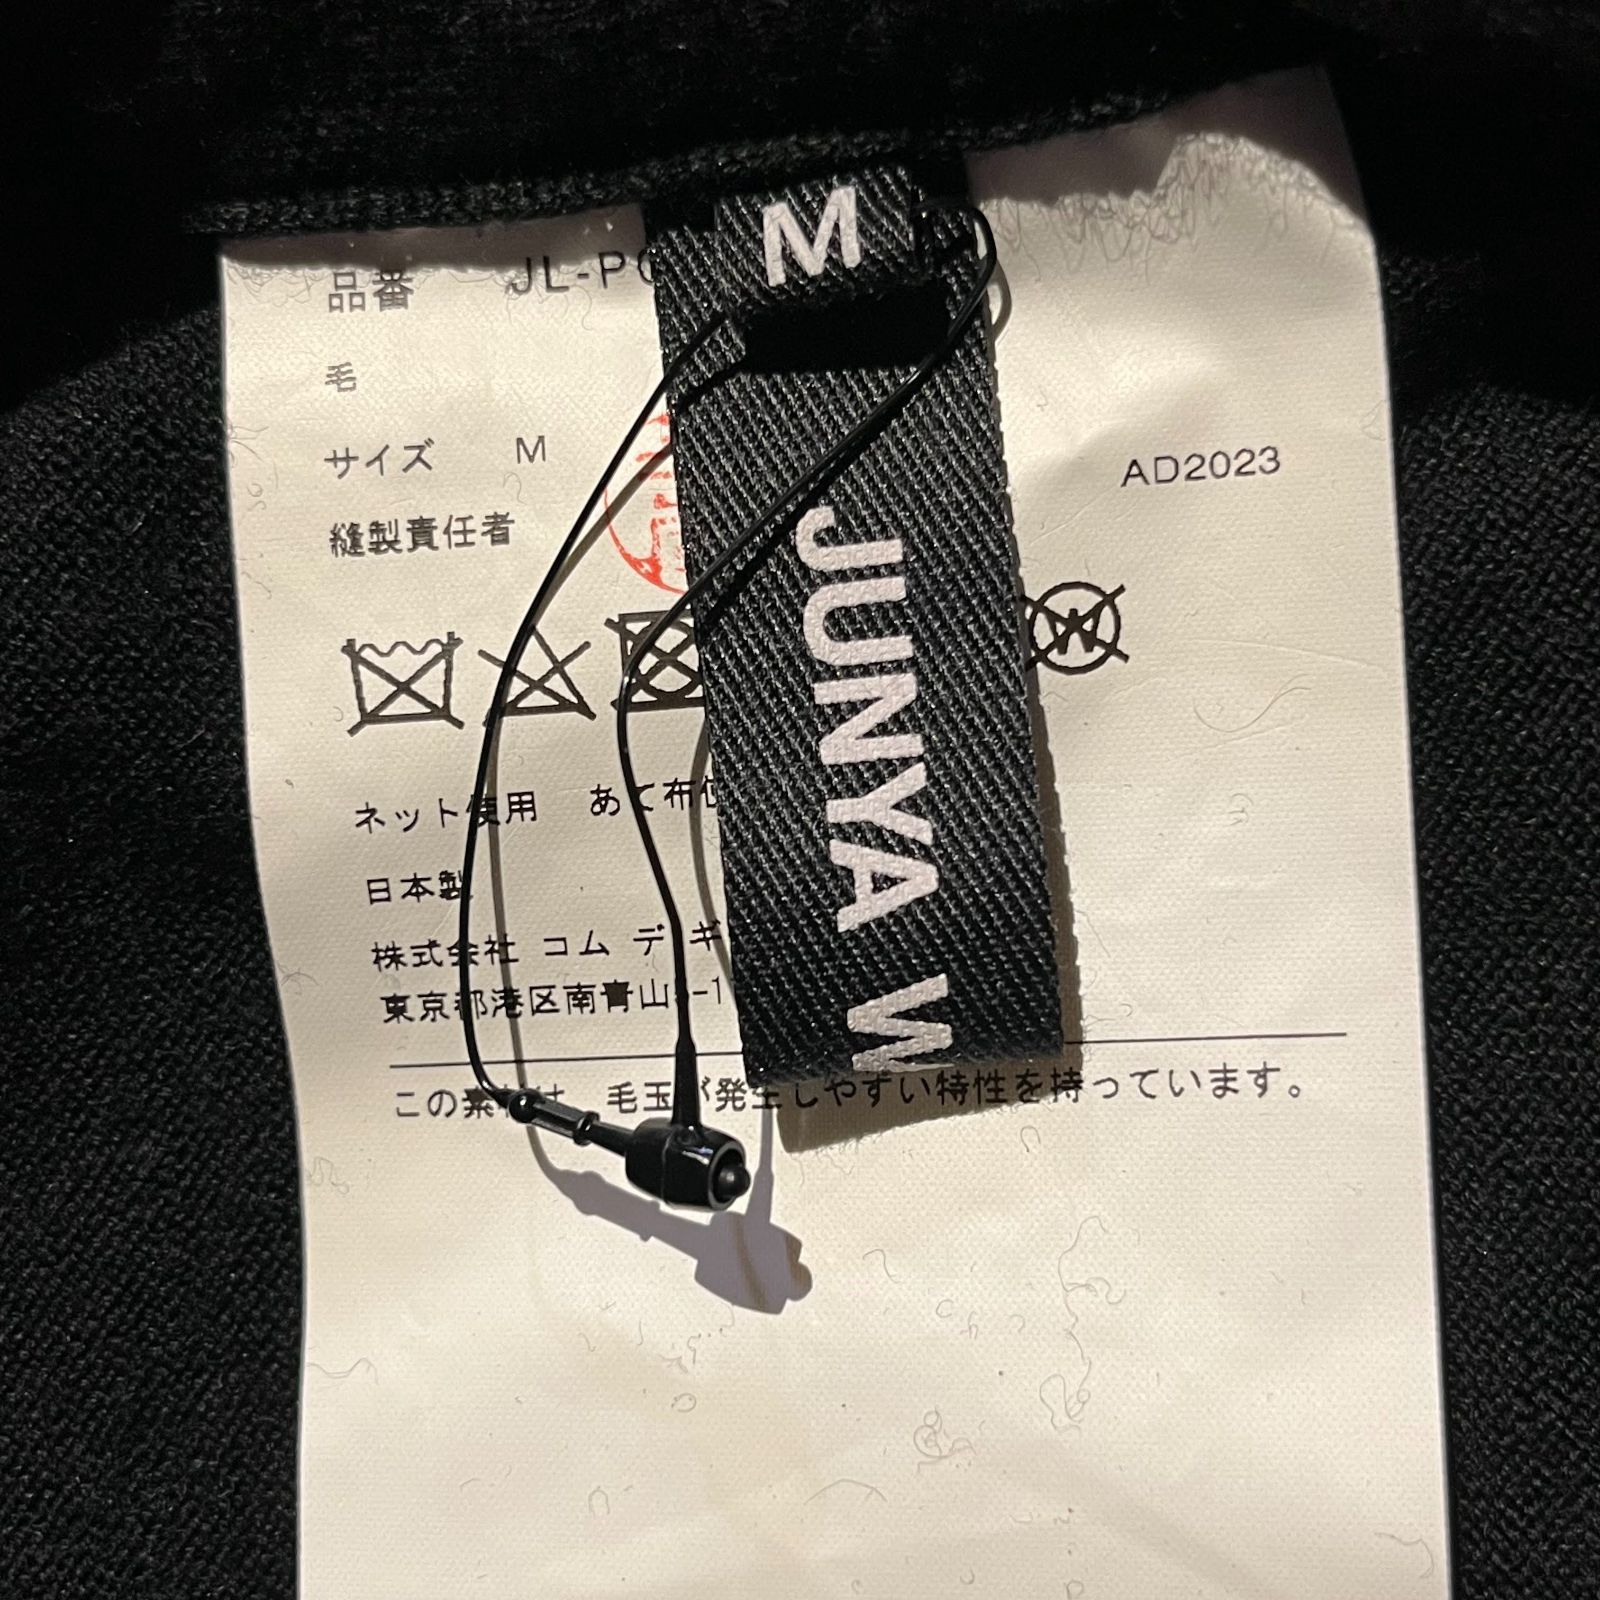 M
品番 JL-P
毛
サイズ M
AD2023
縫製責任者
JUNYA W
ネット使用 あて布使
日本製
株式会社 コム デ ギ
東京都港区南青山5-1
この素材は、毛玉が発生しやすい特性を持っています。